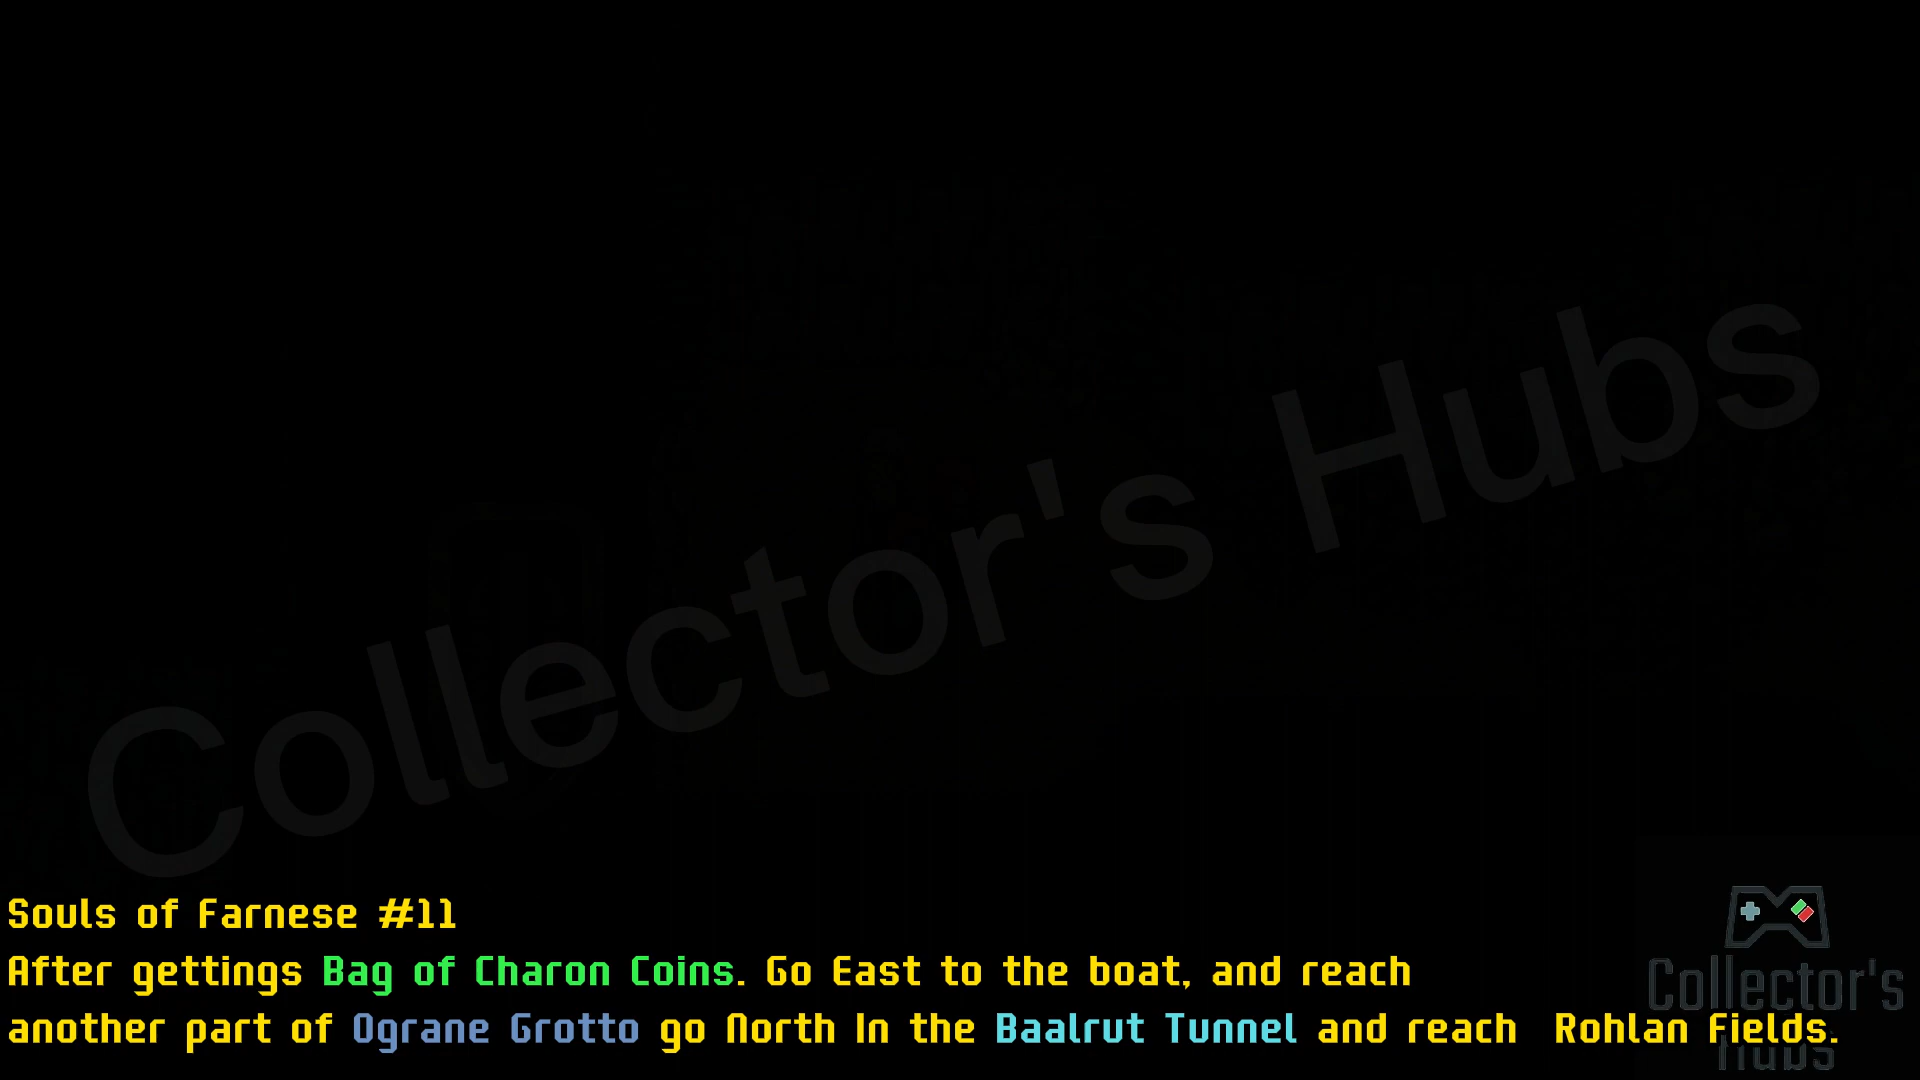 Collector's Hubs
Souls of Farnese #11
After gettings Bag of Charon Coins. Go East to the boat, and reach
another part of Ograne Grotto go North In the Baalrut Tunnel and reach  Rohlan Fields.
Collector's
Hubs